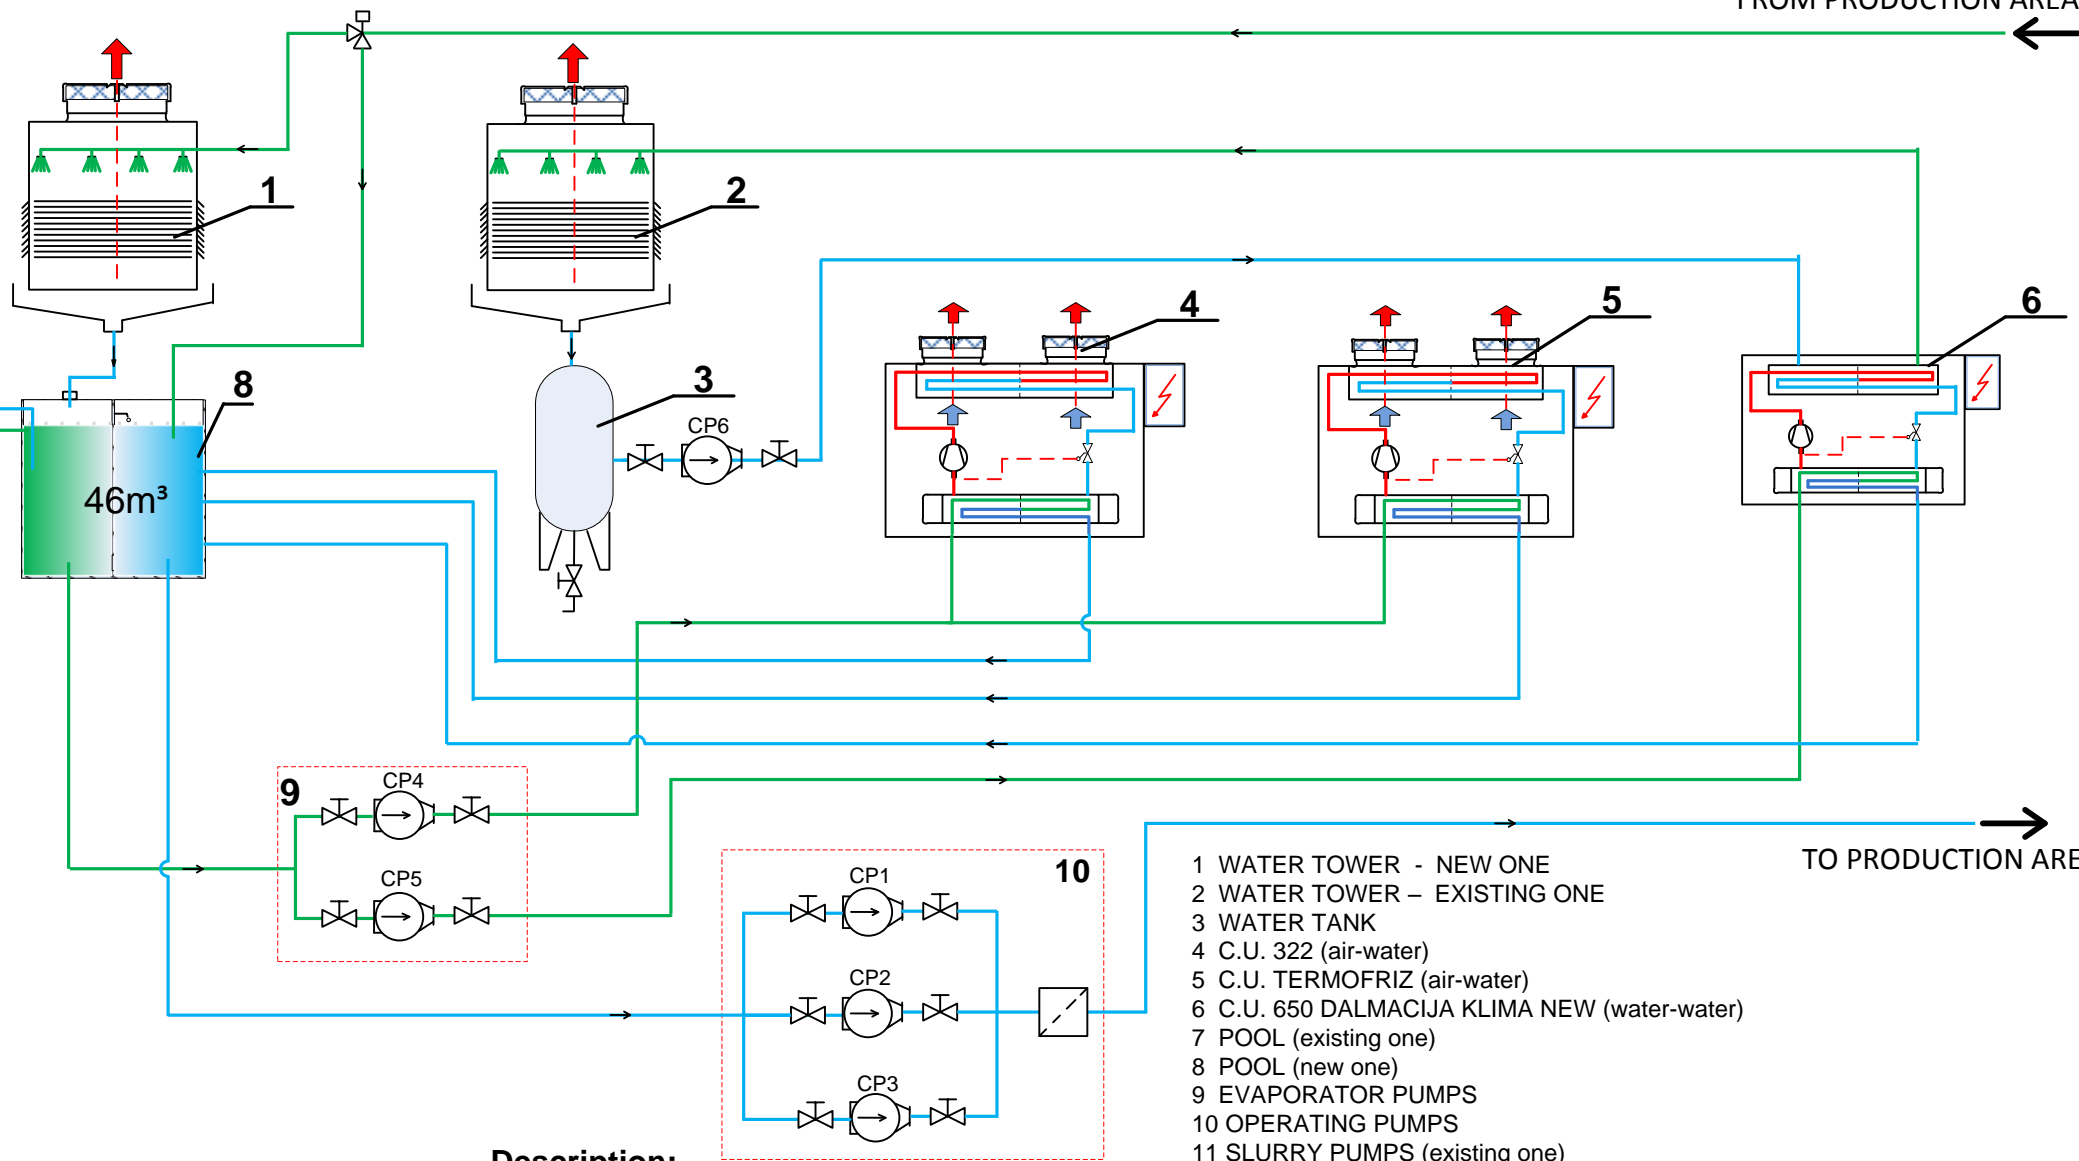 FROM PRODUCTION AREA
1
2
3
4
5
6
8
46m³
CP6
9
CP4
CP5
10
CP1
CP2
CP3
TO PRODUCTION ARE
1 WATER TOWER - NEW ONE
2 WATER TOWER – EXISTING ONE
3 WATER TANK
4 C.U. 322 (air-water)
5 C.U. TERMOFRIZ (air-water)
6 C.U. 650 DALMACIJA KLIMA NEW (water-water)
7 POOL (existing one)
8 POOL (new one)
9 EVAPORATOR PUMPS
10 OPERATING PUMPS
11 SLURRY PUMPS (existing one)
Description: